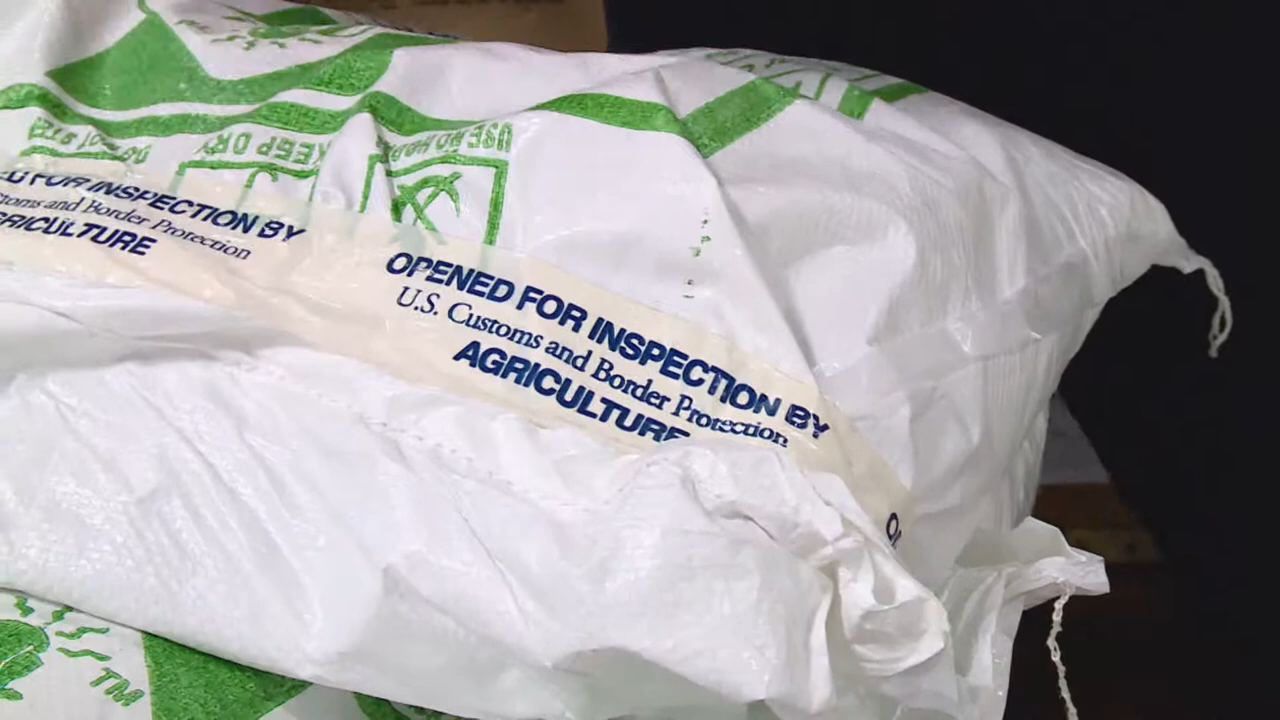 TM
USE NO HOOKS
KEEP DRY
FOR INSPECTION BY
and Border Protection
AGRICULTURE
OPENED FOR INSPECTION BY
U.S. Customs and Border Protection
AGRICULTURE
TM